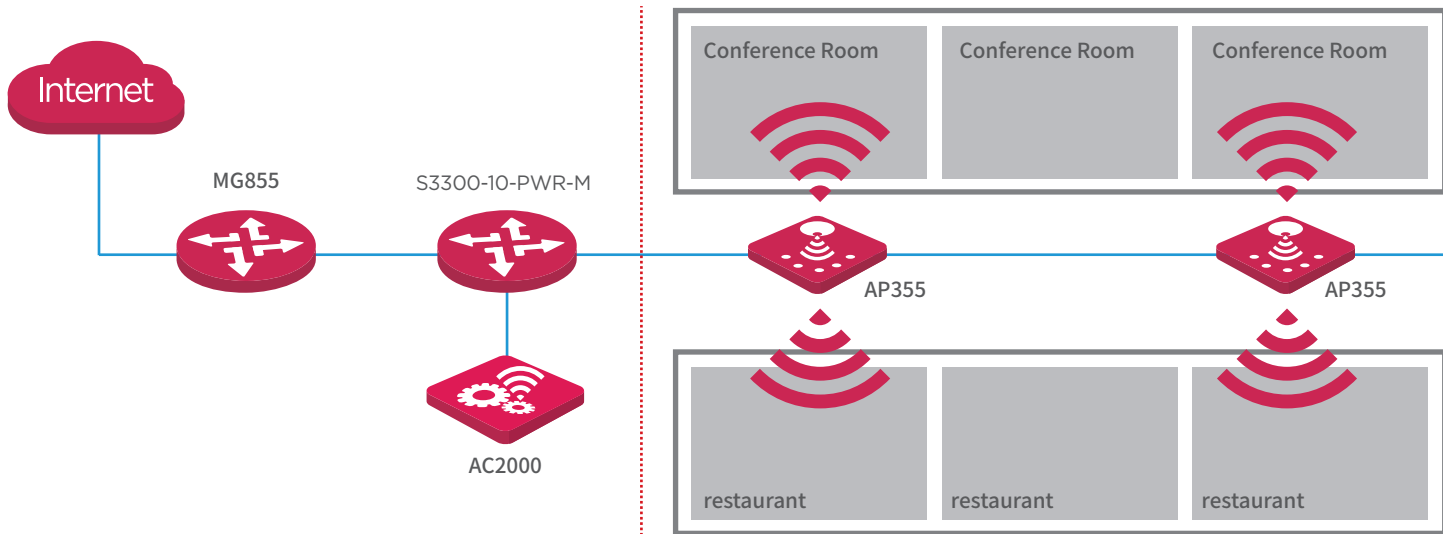 Internet
MG855
S3300-10-PWR-M
AC2000
Conference Room
Conference Room
Conference Room
AP355
AP355
restaurant
restaurant
restaurant